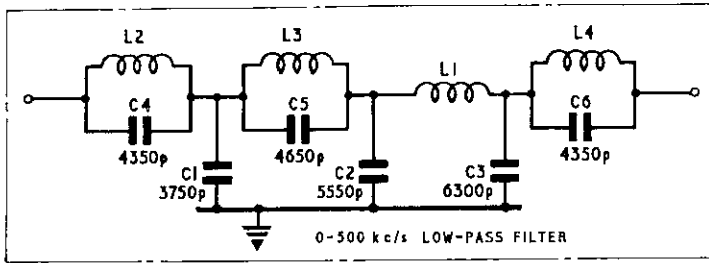 L2
L3
L1
L4
C4
4350p
C5
4650p
C6
4350p
C1
3750p
C2
5550p
C3
6300p
0-500 kc/s LOW-PASS FILTER